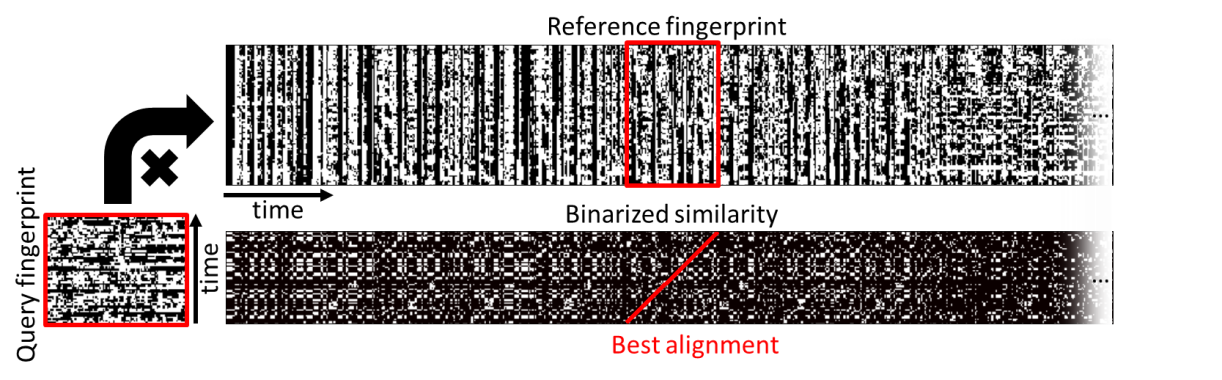 Reference fingerprint
...
time
Query fingerprint
time
Binarized similarity
...
Best alignment